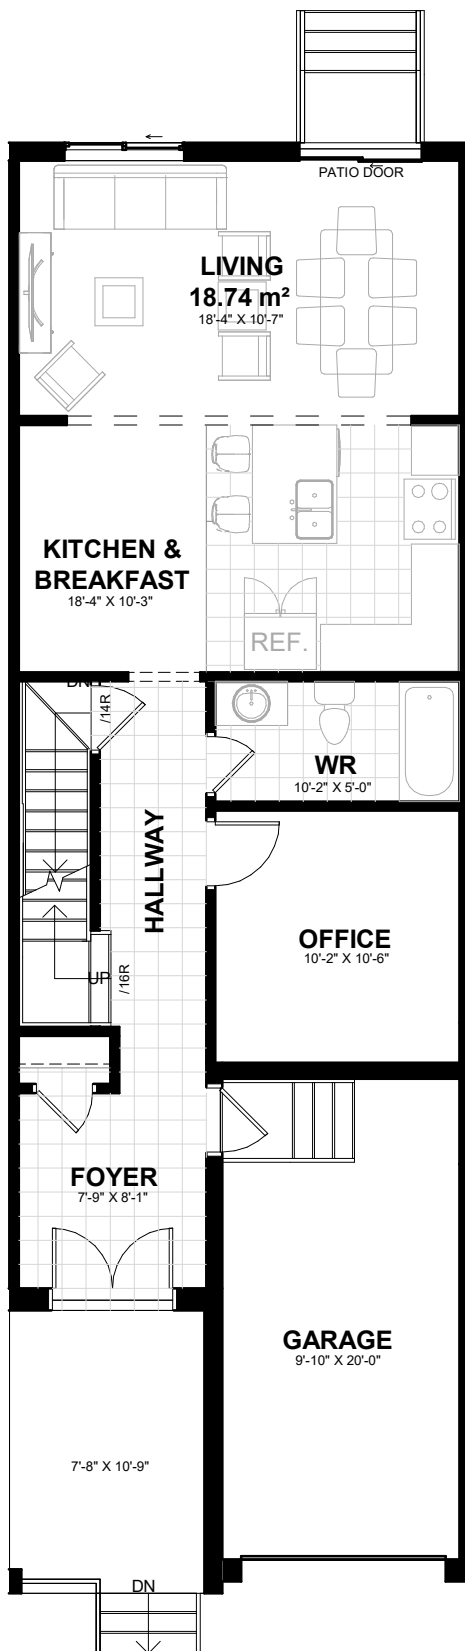 PATIO DOOR
LIVING
18.74 m²
18'-4" X 10'-7"
KITCHEN &
BREAKFAST
18'-4" X 10'-3"
REF.
DN
/14R
WR
10'-2" X 5'-0"
HALLWAY
OFFICE
10'-2" X 10'-6"
UP
/16R
FOYER
7'-9" X 8'-1"
GARAGE
9'-10" X 20'-0"
7'-8" X 10'-9"
DN